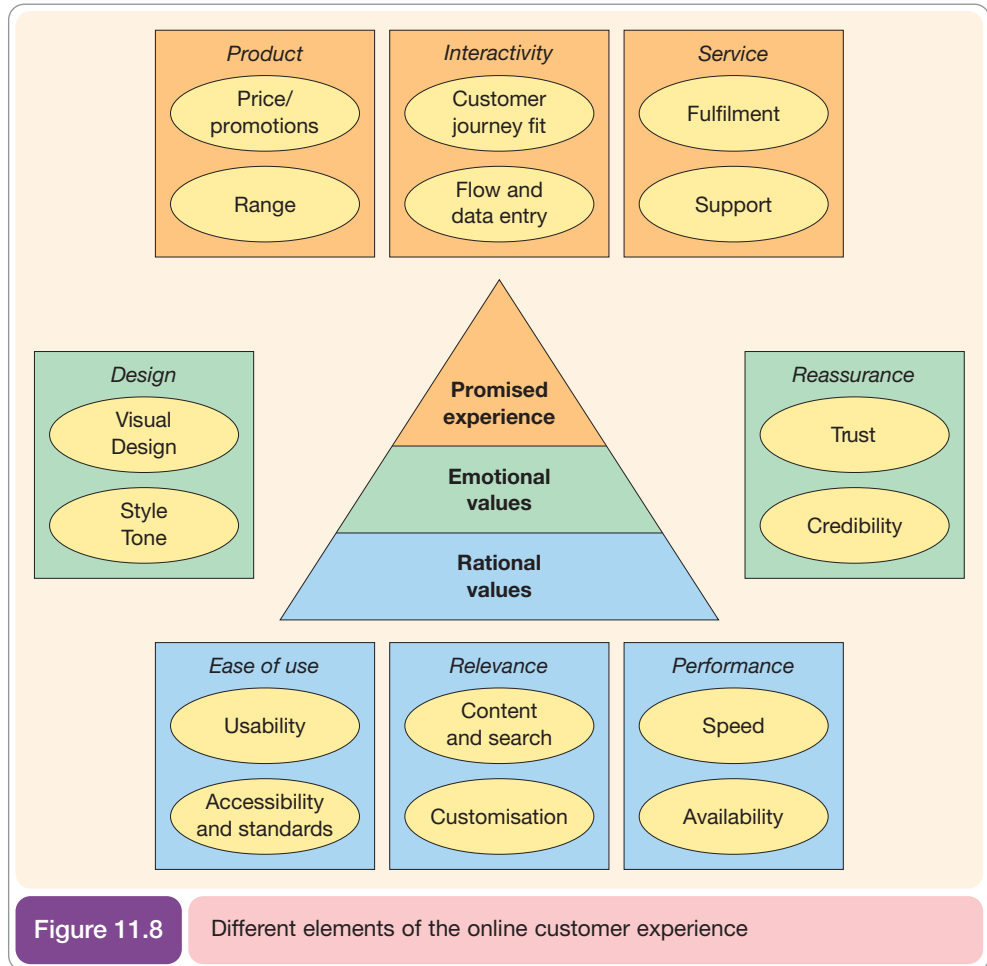 Product
Price/
promotions
Range
Interactivity
Customer
journey fit
Flow and
data entry
Service
Fulfilment
Support
Design
Visual
Design
Style
Tone
Promised
experience
Emotional
values
Rational
values
Reassurance
Trust
Credibility
Ease of use
Usability
Accessibility
and standards
Relevance
Content
and search
Customisation
Performance
Speed
Availability
Figure 11.8
Different elements of the online customer experience